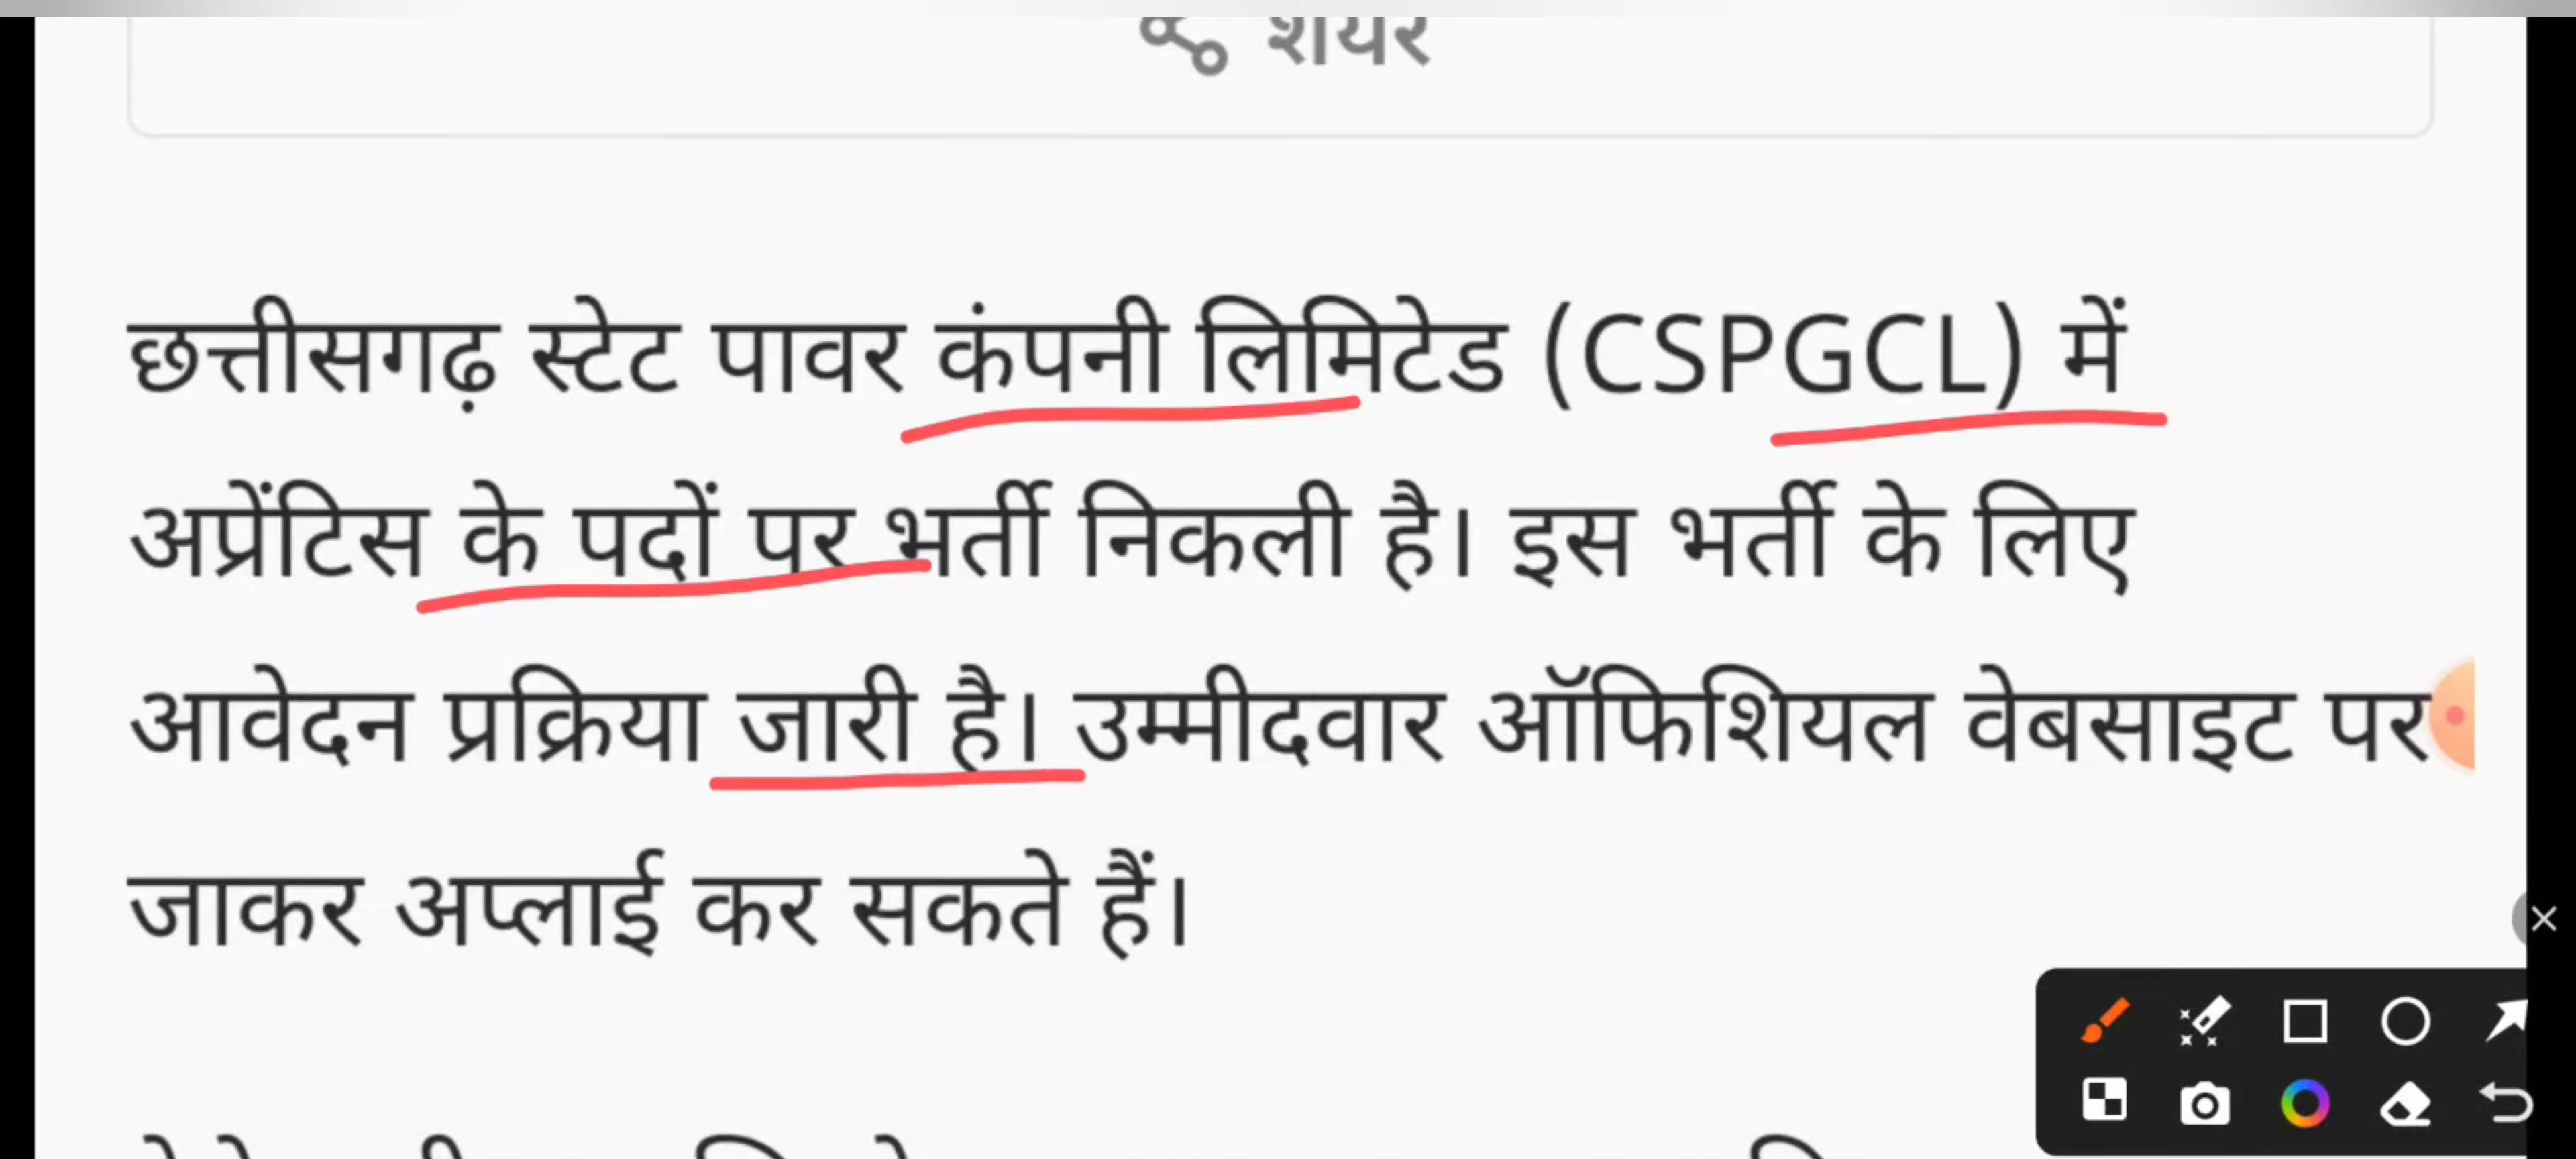 शेयर
छत्तीसगढ़ स्टेट पावर कंपनी लिमिटेड (CSPGCL) में
अप्रेंटिस के पदों पर भर्ती निकली है। इस भर्ती के लिए
आवेदन प्रक्रिया जारी है। उम्मीदवार ऑफिशियल वेबसाइट पर
जाकर अप्लाई कर सकते हैं।